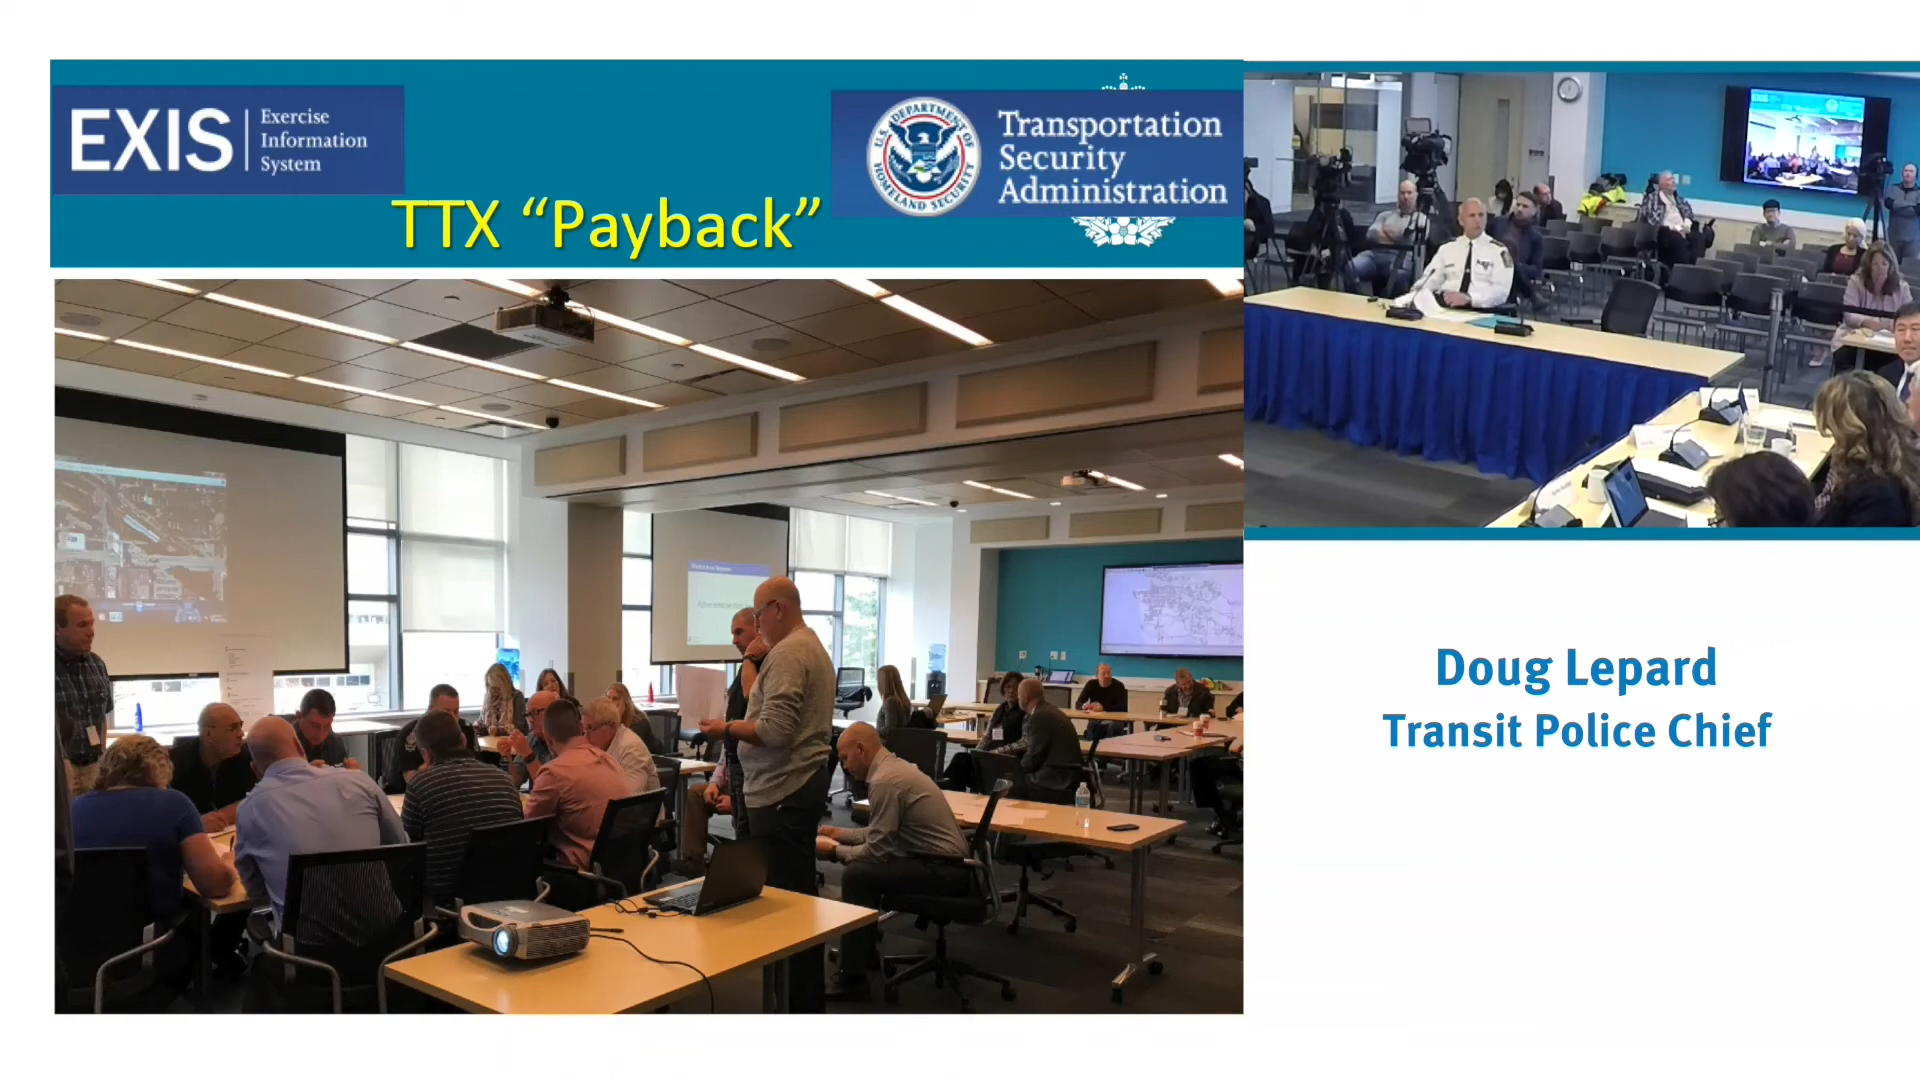 EXIS
Exercise
Information
System
TTX “Payback”
U.S. DEPARTMENT OF
HOMELAND SECURITY
Transportation
Security
Administration
Doug Lepard
Transit Police Chief